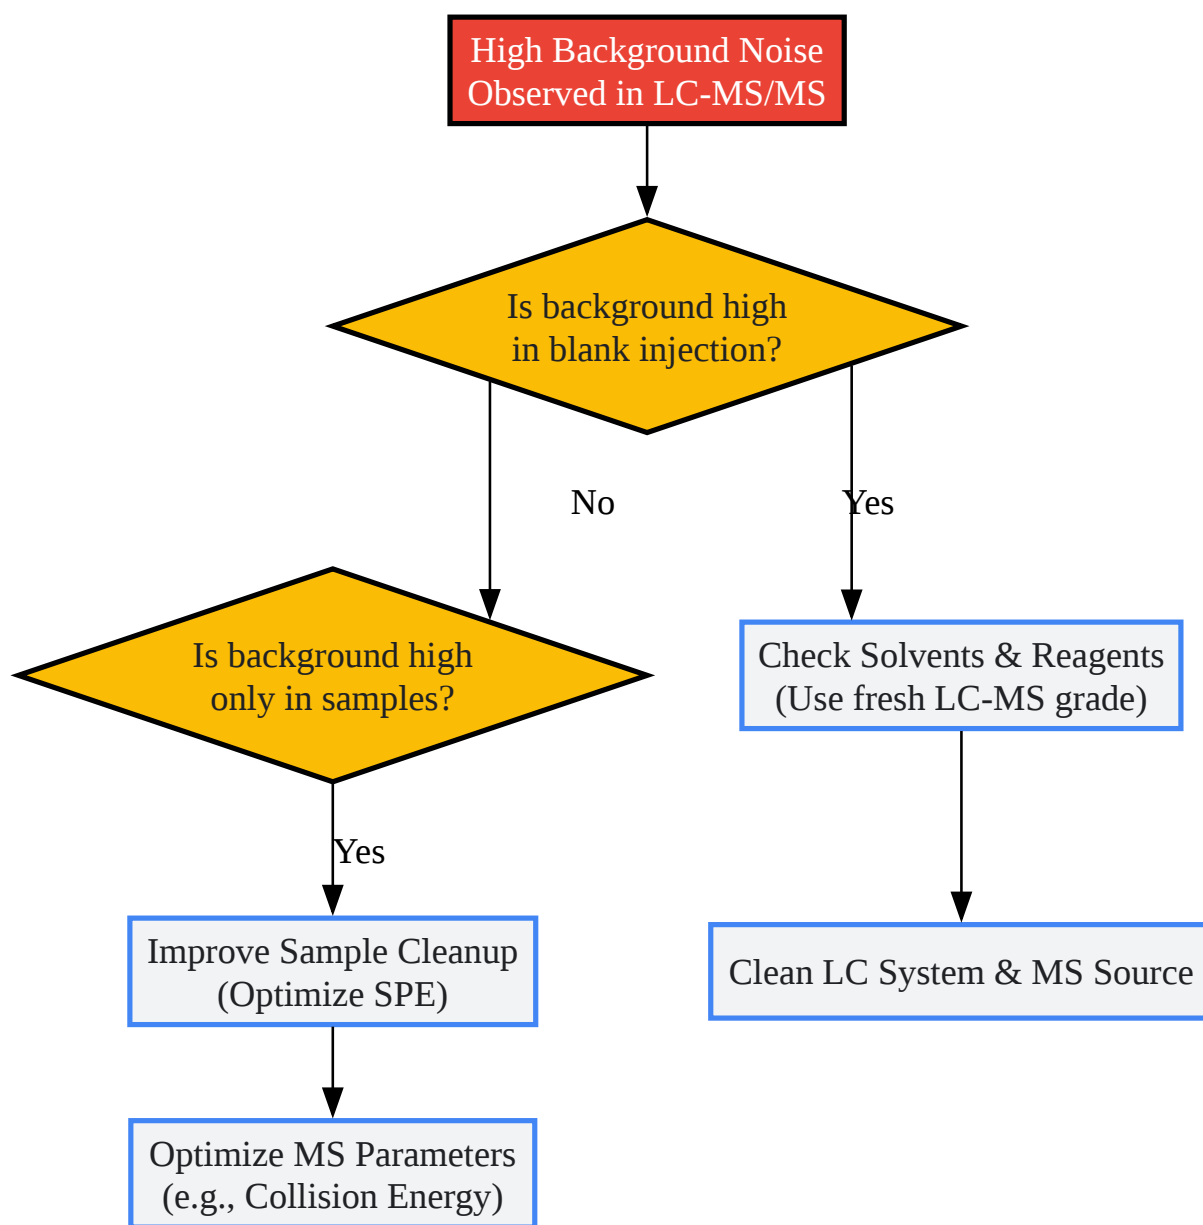 High Background Noise
Observed in LC-MS/MS
Is background high
in blank injection?
No
Yes
Is background high
only in samples?
Check Solvents & Reagents
(Use fresh LC-MS grade)
Yes
Improve Sample Cleanup
(Optimize SPE)
Clean LC System & MS Source
Optimize MS Parameters
(e.g., Collision Energy)